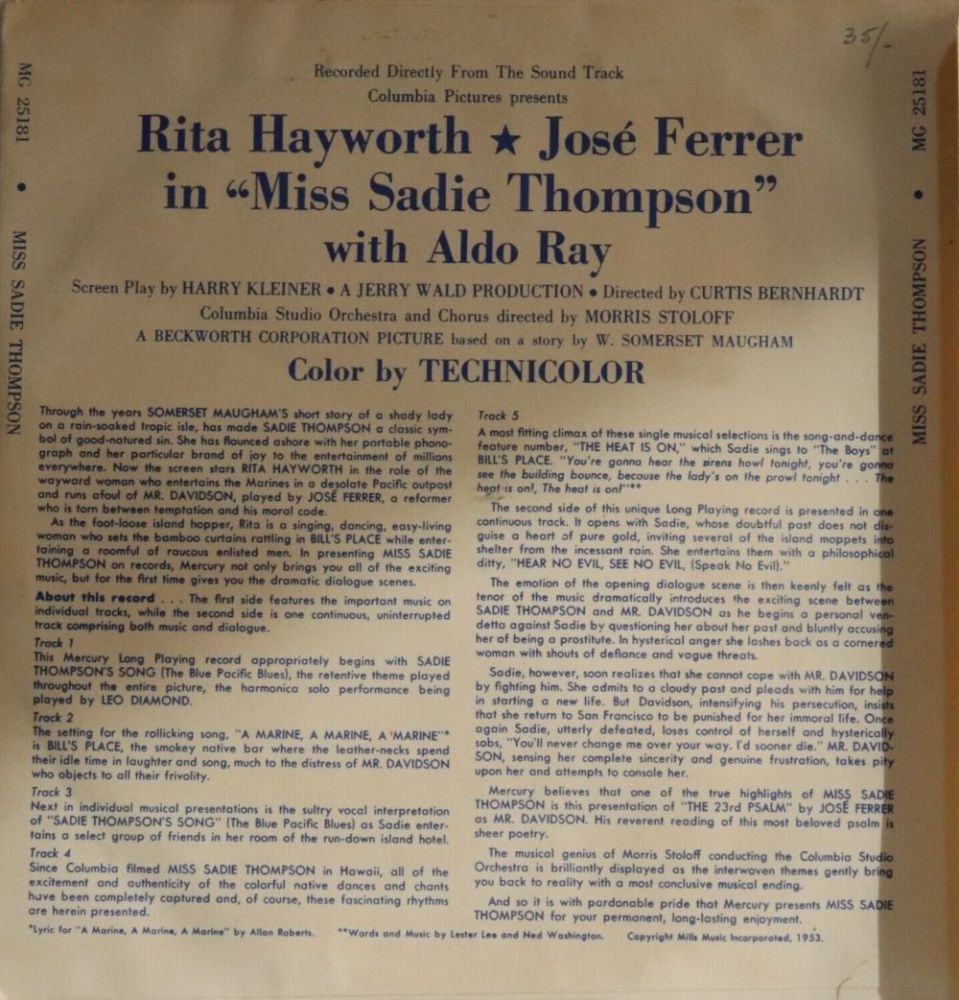 35/-
Recorded Directly From The Sound Track
Columbia Pictures presents
Rita Hayworth ★ José Ferrer
in “Miss Sadie Thompson”
with Aldo Ray
Screen Play by HARRY KLEINER • A JERRY WALD PRODUCTION • Directed by CURTIS BERNHARDT
Columbia Studio Orchestra and Chorus directed by MORRIS STOLOFF
A BECKWORTH CORPORATION PICTURE based on a story by W. SOMERSET MAUGHAM
Color by TECHNICOLOR
MG 25181 • MISS SADIE THOMPSON
Through the years SOMERSET MAUGHAM'S short story of a shady lady
on a rain-soaked tropic isle, has made SADIE THOMPSON a classic sym-
bol of good-natured sin. She has flounced ashore with her portable phono-
graph and her particular brand of joy to the entertainment of millions
everywhere. Now the screen stars RITA HAYWORTH in the role of the
wayward woman who entertains the Marines in a desolate Pacific outpost
and runs afoul of MR. DAVIDSON, played by JOSÉ FERRER, a reformer
who is torn between temptation and his moral code.
As the foot-loose island hopper, Rita is a singing, dancing, easy-living
woman who sets the bamboo curtains rattling in BILL'S PLACE while enter-
taining a roomful of raucous enlisted men. In presenting MISS SADIE
THOMPSON on records, Mercury not only brings you all of the exciting
music, but for the first time gives you the dramatic dialogue scenes.
About this record . . . The first side features the important music on
individual tracks, while the second side is one continuous, uninterrupted
track comprising both music and dialogue.
Track 1
This Mercury Long Playing record appropriately begins with SADIE
THOMPSON'S SONG (The Blue Pacific Blues), the retentive theme played
throughout the entire picture, the harmonica solo performance being
played by LEO DIAMOND.
Track 2
The setting for the rollicking song, "A MARINE, A MARINE, A MARINE"*
is BILL'S PLACE, the smokey native bar where the leather-necks spend
their idle time in laughter and song, much to the distress of MR. DAVIDSON
who objects to all their frivolity.
Track 3
Next in individual musical presentations is the sultry vocal interpretation
of "SADIE THOMPSON'S SONG" (The Blue Pacific Blues) as Sadie enter-
tains a select group of friends in her room of the run-down island hotel.
Track 4
Since Columbia filmed MISS SADIE THOMPSON in Hawaii, all of the
excitement and authenticity of the colorful native dances and chants
have been completely captured and, of course, these fascinating rhythms
are herein presented.
Track 5
A most fitting climax of these single musical selections is the song-and-dance
feature number, "THE HEAT IS ON," which Sadie sings to "The Boys" at
BILL'S PLACE. "You're gonna hear the sirens howl tonight, you're gonna
see the building bounce, because the lady's on the prowl tonight . . . The
heat is on!, The heat is on!"**
The second side of this unique Long Playing record is presented in one
continuous track. It opens with Sadie, whose doubtful past does not dis-
guise a heart of pure gold, inviting several of the island moppets into
shelter from the incessant rain. She entertains them with a philosophical
ditty, "HEAR NO EVIL, SEE NO EVIL, (Speak No Evil)."
The emotion of the opening dialogue scene is then keenly felt as the
tenor of the music dramatically introduces the exciting scene between
SADIE THOMPSON and MR. DAVIDSON as he begins a personal ven-
detta against Sadie by questioning her about her past and bluntly accusing
her of being a prostitute. In hysterical anger she lashes back as a cornered
woman with shouts of defiance and vague threats.
Sadie, however, soon realizes that she cannot cope with MR. DAVIDSON
by fighting him. She admits to a cloudy past and pleads with him for help
in starting a new life. But Davidson, intensifying his persecution, insists
that she return to San Francisco to be punished for her immoral life. Once
again Sadie, utterly defeated, loses control of herself and hysterically
sobs, "You'll never change me over your way. I'd sooner die." MR. DAVID-
SON, sensing her complete sincerity and genuine frustration, takes pity
upon her and attempts to console her.
Mercury believes that one of the true highlights of MISS SADIE
THOMPSON is this presentation of "THE 23rd PSALM" by JOSÉ FERRER
as MR. DAVIDSON. His reverent reading of this most beloved psalm is
sheer poetry.
The musical genius of Morris Stoloff conducting the Columbia Studio
Orchestra is brilliantly displayed as the interwoven themes gently bring
you back to reality with a most conclusive musical ending.
And so it is with pardonable pride that Mercury presents MISS SADIE
THOMPSON for your permanent, long-lasting enjoyment.
*Lyric for "A Marine, A Marine, A Marine" by Allan Roberts. **Words and Music by Lester Lee and Ned Washington. Copyright Mills Music Incorporated, 1953.
MISS SADIE THOMPSON • MG 25181